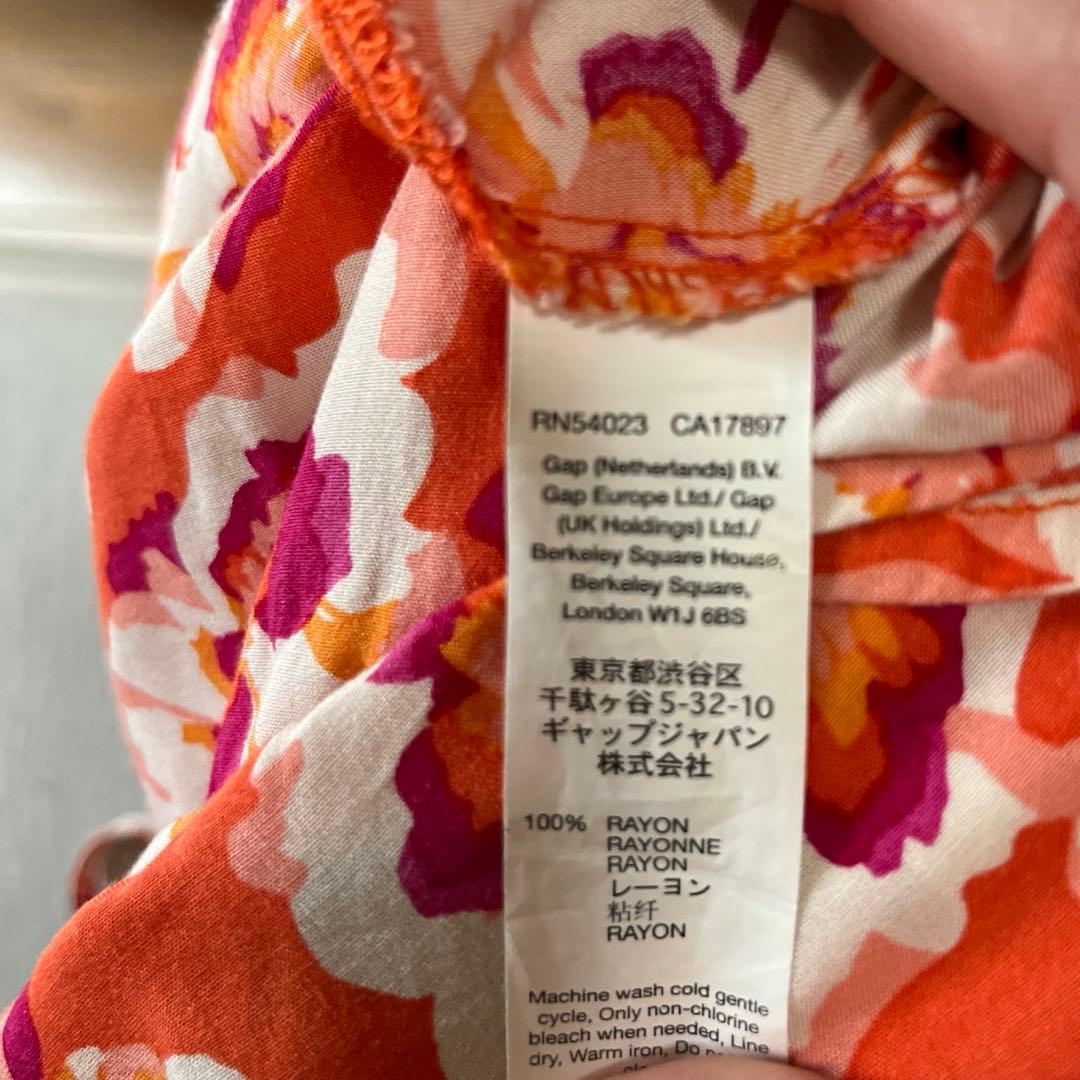 RN54023 CA17897
Gap (Netherlands) B.V.
Gap Europe Ltd./ Gap
(UK Holdings) Ltd./
Berkeley Square House,
Berkeley Square,
London W1J 6BS
東京都渋谷区
千駄ヶ谷5-32-10
ギャップジャパン
株式会社
100% RAYON
RAYONNE
RAYON
レーヨン
粘纤
RAYON
Machine wash cold gentle
cycle, Only non-chlorine
bleach when needed, Line
dry, Warm iron, Do